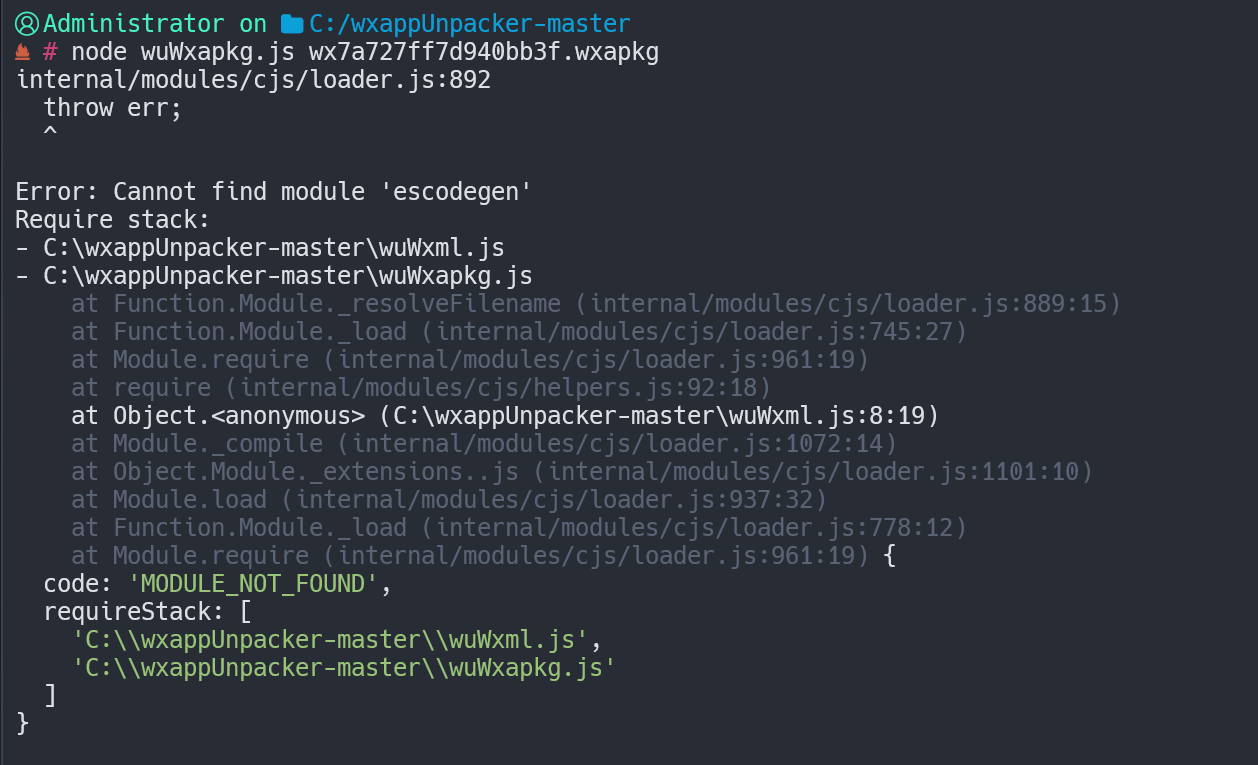 Administrator on C:/wxappUnpacker-master
# node wuWxapkg.js wx7a727ff7d940bb3f.wxapkg
internal/modules/cjs/loader.js:892
  throw err;
  ^

Error: Cannot find module 'escodegen'
Require stack:
- C:\wxappUnpacker-master\wuWxml.js
- C:\wxappUnpacker-master\wuWxapkg.js
    at Function.Module._resolveFilename (internal/modules/cjs/loader.js:889:15)
    at Function.Module._load (internal/modules/cjs/loader.js:745:27)
    at Module.require (internal/modules/cjs/loader.js:961:19)
    at require (internal/modules/cjs/helpers.js:92:18)
    at Object.<anonymous> (C:\wxappUnpacker-master\wuWxml.js:8:19)
    at Module._compile (internal/modules/cjs/loader.js:1072:14)
    at Object.Module._extensions..js (internal/modules/cjs/loader.js:1101:10)
    at Module.load (internal/modules/cjs/loader.js:937:32)
    at Function.Module._load (internal/modules/cjs/loader.js:778:12)
    at Module.require (internal/modules/cjs/loader.js:961:19) {
  code: 'MODULE_NOT_FOUND',
  requireStack: [
    'C:\\wxappUnpacker-master\\wuWxml.js',
    'C:\\wxappUnpacker-master\\wuWxapkg.js'
  ]
}